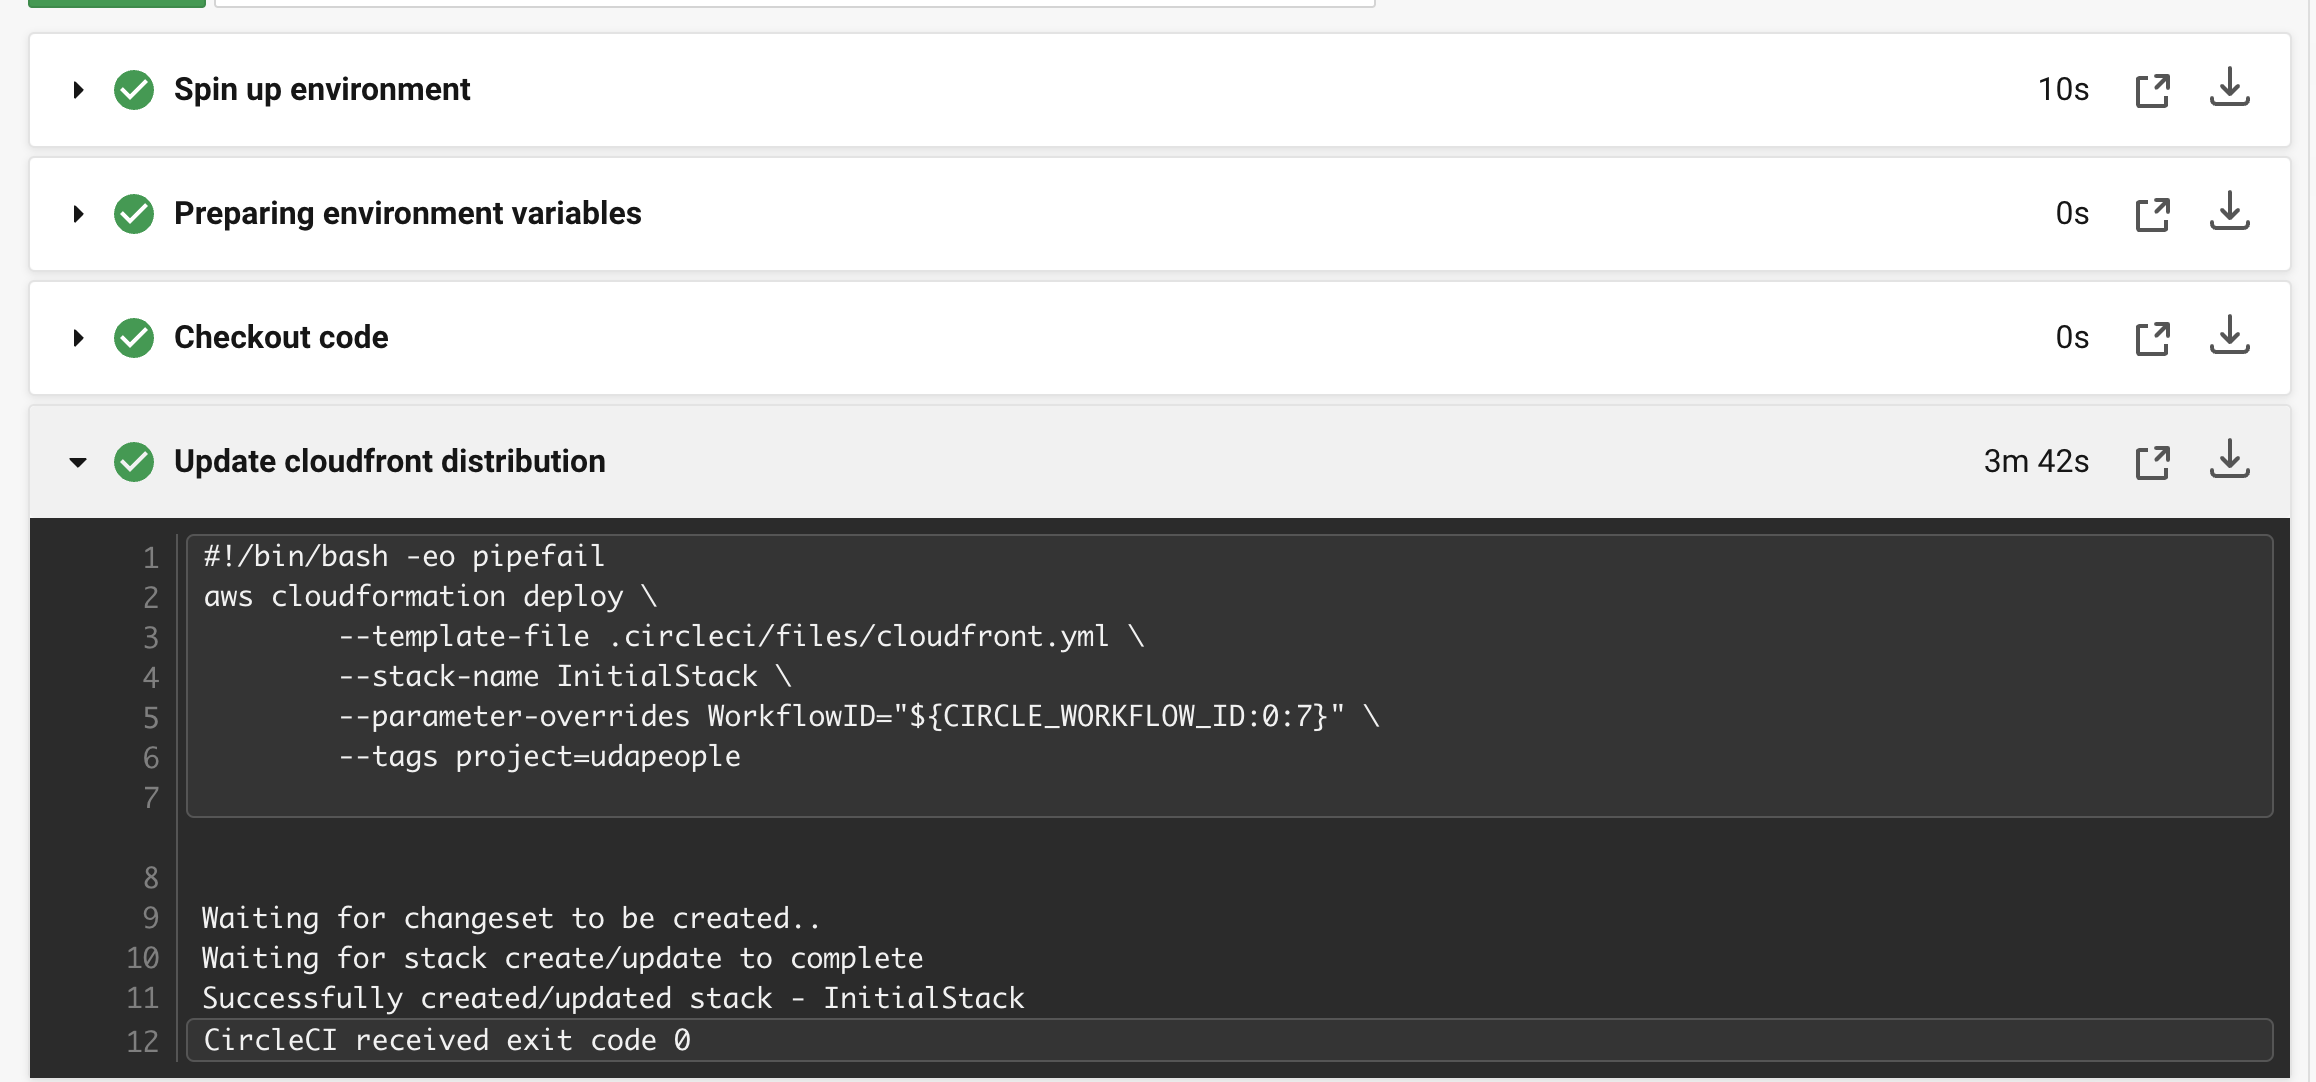 Spin up environment 10s
Preparing environment variables 0s
Checkout code 0s
Update cloudfront distribution 3m 42s
1 #!/bin/bash -eo pipefail
2 aws cloudformation deploy \
3 --template-file .circleci/files/cloudfront.yml \
4 --stack-name InitialStack \
5 --parameter-overrides WorkflowID="${CIRCLE_WORKFLOW_ID:0:7}" \
6 --tags project=udapeople
7
8
9 Waiting for changeset to be created..
10 Waiting for stack create/update to complete
11 Successfully created/updated stack - InitialStack
12 CircleCI received exit code 0